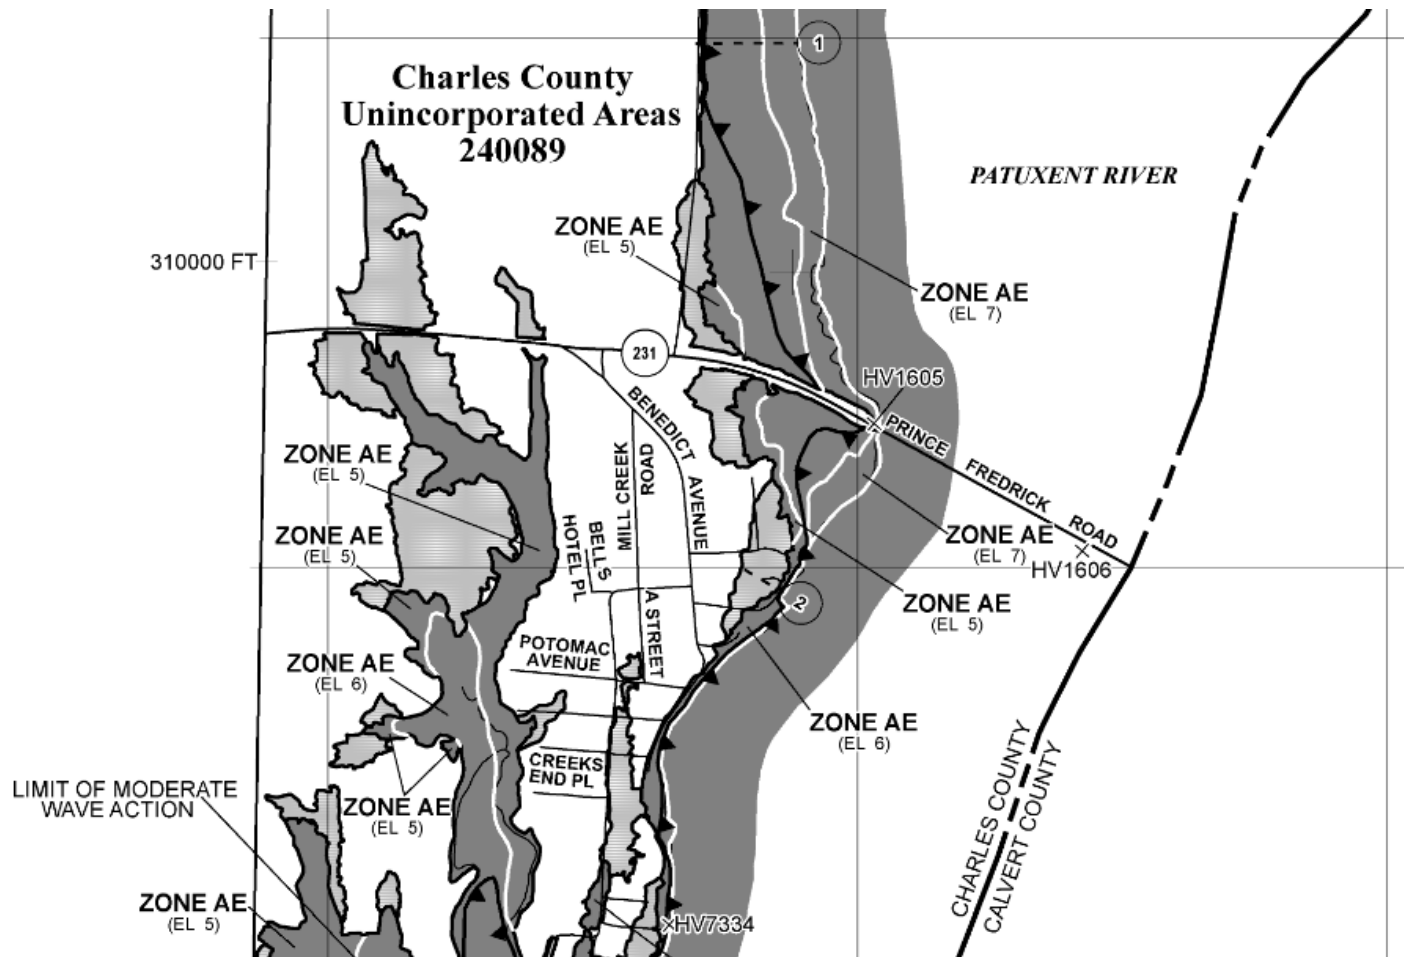 1
Charles County
Unincorporated Areas
240089
PATUXENT RIVER
ZONE AE
(EL 5)
310000 FT
ZONE AE
(EL 7)
231
HV1605
BENEDICT AVENUE
PRINCE FREDRICK ROAD
MILL CREEK
ROAD
ZONE AE
(EL 5)
BELLS
HOTEL PL
ZONE AE
(EL 5)
ZONE AE
(EL 7)
HV1606
ZONE AE
(EL 5)
2
A STREET
POTOMAC
AVENUE
ZONE AE
(EL 6)
ZONE AE
(EL 6)
CREEKS
END PL
LIMIT OF MODERATE
WAVE ACTION
ZONE AE
(EL 5)
CHARLES COUNTY
CALVERT COUNTY
ZONE AE
(EL 5)
HV7334